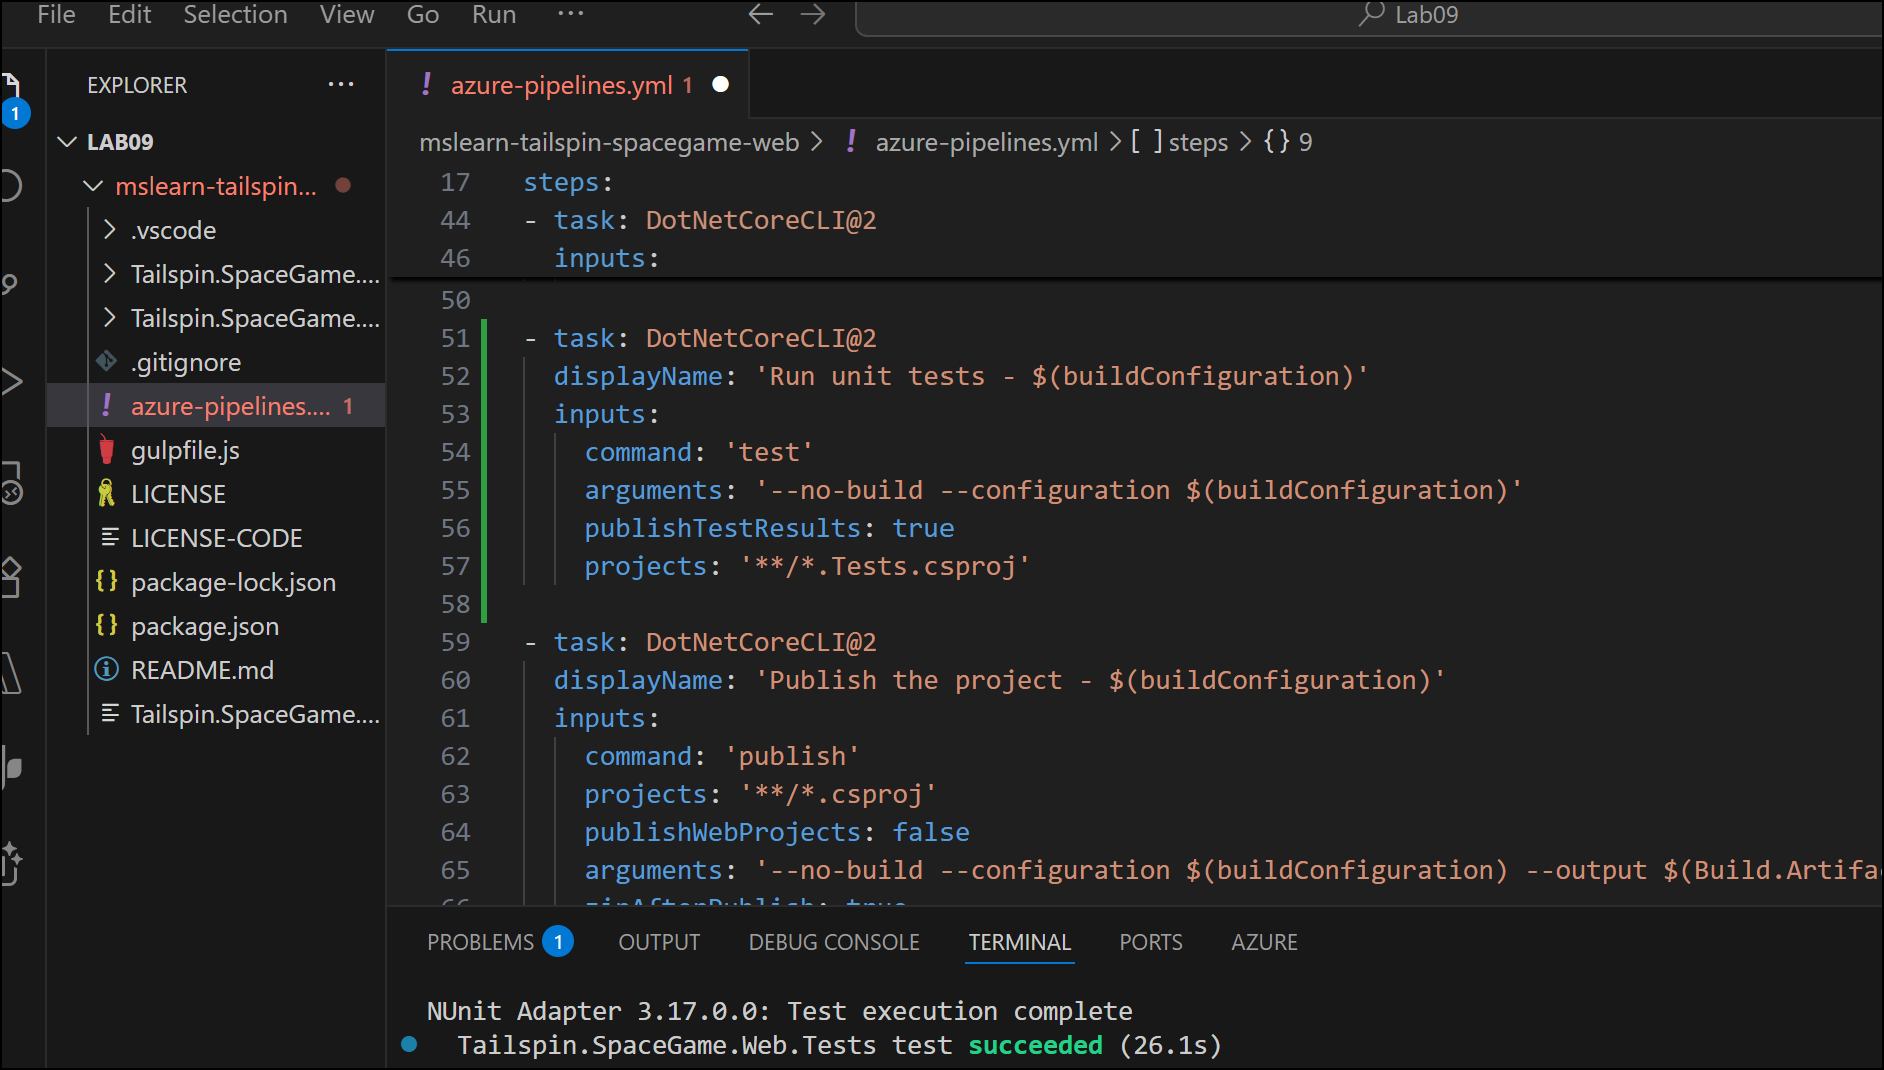 File Edit Selection View Go Run ··· Lab09
EXPLORER ···
1
LAB09
mslearn-tailspin...
.vscode
Tailspin.SpaceGame....
Tailspin.SpaceGame....
.gitignore
azure-pipelines.... 1
gulpfile.js
LICENSE
LICENSE-CODE
package-lock.json
package.json
README.md
Tailspin.SpaceGame....
azure-pipelines.yml 1
mslearn-tailspin-spacegame-web > ! azure-pipelines.yml > [ ] steps > {} 9
17 steps:
44 - task: DotNetCoreCLI@2
46 inputs:
50
51 - task: DotNetCoreCLI@2
52 displayName: 'Run unit tests - $(buildConfiguration)'
53 inputs:
54 command: 'test'
55 arguments: '--no-build --configuration $(buildConfiguration)'
56 publishTestResults: true
57 projects: '**/*.Tests.csproj'
58
59 - task: DotNetCoreCLI@2
60 displayName: 'Publish the project - $(buildConfiguration)'
61 inputs:
62 command: 'publish'
63 projects: '**/*.csproj'
64 publishWebProjects: false
65 arguments: '--no-build --configuration $(buildConfiguration) --output $(Build.Artifac
66 zipAfterPublish: true
PROBLEMS 1 OUTPUT DEBUG CONSOLE TERMINAL PORTS AZURE
NUnit Adapter 3.17.0.0: Test execution complete
Tailspin.SpaceGame.Web.Tests test succeeded (26.1s)